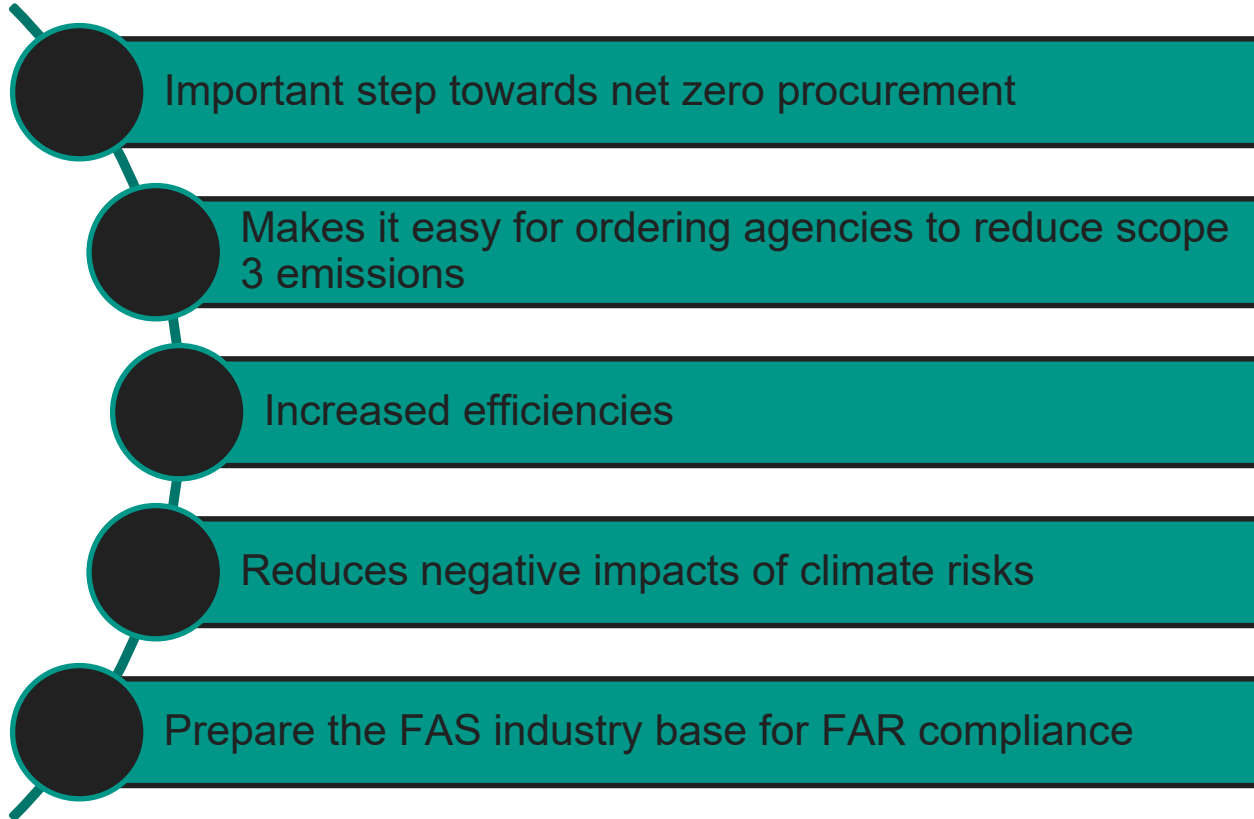 Important step towards net zero procurement
Makes it easy for ordering agencies to reduce scope
3 emissions
Increased efficiencies
Reduces negative impacts of climate risks
Prepare the FAS industry base for FAR compliance